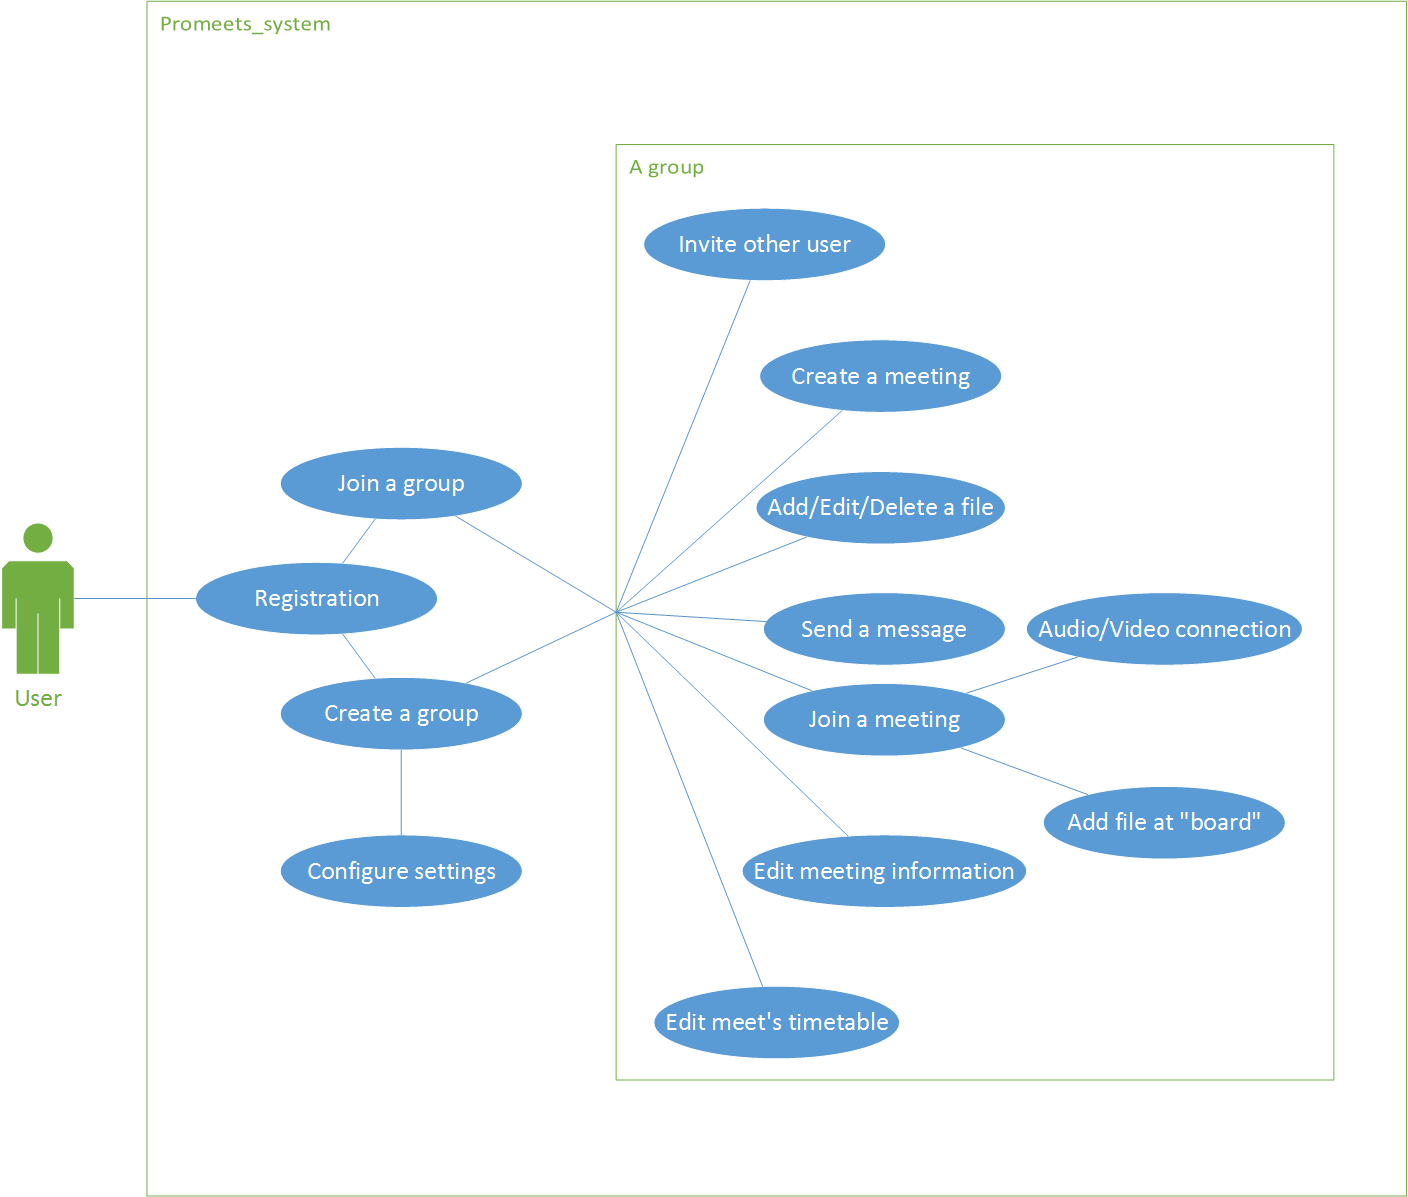 Promeets_system
A group
Invite other user
Create a meeting
Join a group
Add/Edit/Delete a file
Registration
Send a message
Audio/Video connection
User
Create a group
Join a meeting
Add file at "board"
Configure settings
Edit meeting information
Edit meet's timetable